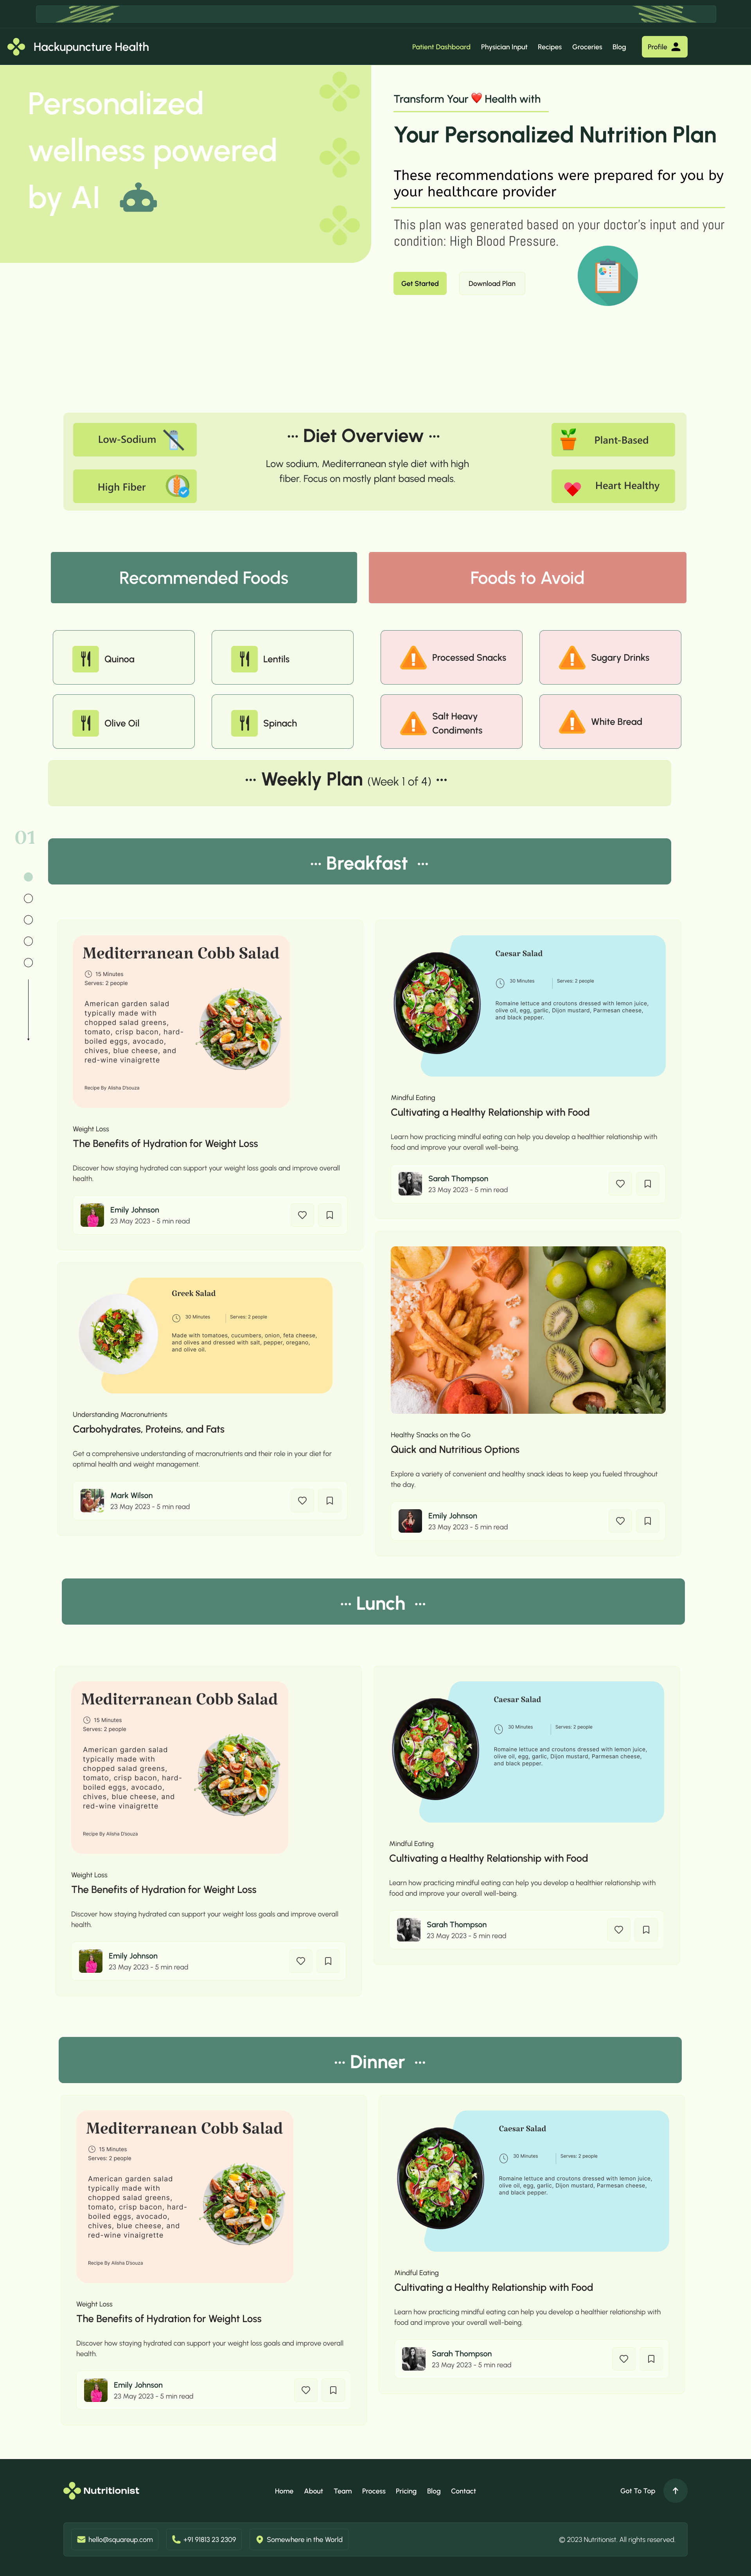 Hackupuncture Health
Patient Dashboard
Physician Input
Recipes
Groceries
Blog
Profile
Personalized
wellness powered
by AI
Transform Your Health with
Your Personalized Nutrition Plan
These recommendations were prepared for you by
your healthcare provider
This plan was generated based on your doctor's input and your
condition: High Blood Pressure.
Get Started
Download Plan
Low-Sodium
High Fiber
··· Diet Overview ···
Low sodium, Mediterranean style diet with high
fiber. Focus on mostly plant based meals.
Plant-Based
Heart Healthy
Recommended Foods
Foods to Avoid
Quinoa
Lentils
Processed Snacks
Sugary Drinks
Olive Oil
Spinach
Salt Heavy
Condiments
White Bread
··· Weekly Plan (Week 1 of 4) ···
01
··· Breakfast ···
Mediterranean Cobb Salad
15 Minutes
Serves: 2 people
American garden salad
typically made with
chopped salad greens,
tomato, crisp bacon, hard-
boiled eggs, avocado,
chives, blue cheese, and
red-wine vinaigrette
Recipe By Alisha D'souza
Weight Loss
The Benefits of Hydration for Weight Loss
Discover how staying hydrated can support your weight loss goals and improve overall
health.
Emily Johnson
23 May 2023 - 5 min read
Caesar Salad
30 Minutes
Serves: 2 people
Romaine lettuce and croutons dressed with lemon juice,
olive oil, egg, garlic, Dijon mustard, Parmesan cheese,
and black pepper.
Mindful Eating
Cultivating a Healthy Relationship with Food
Learn how practicing mindful eating can help you develop a healthier relationship with
food and improve your overall well-being.
Sarah Thompson
23 May 2023 - 5 min read
Greek Salad
30 Minutes
Serves: 2 people
Made with tomatoes, cucumbers, onion, feta cheese,
and olives and dressed with salt, pepper, oregano,
and olive oil.
Understanding Macronutrients
Carbohydrates, Proteins, and Fats
Get a comprehensive understanding of macronutrients and their role in your diet for
optimal health and weight management.
Mark Wilson
23 May 2023 - 5 min read
Healthy Snacks on the Go
Quick and Nutritious Options
Explore a variety of convenient and healthy snack ideas to keep you fueled throughout
the day.
Emily Johnson
23 May 2023 - 5 min read
··· Lunch ···
Mediterranean Cobb Salad
15 Minutes
Serves: 2 people
American garden salad
typically made with
chopped salad greens,
tomato, crisp bacon, hard-
boiled eggs, avocado,
chives, blue cheese, and
red-wine vinaigrette
Recipe By Alisha D'souza
Weight Loss
The Benefits of Hydration for Weight Loss
Discover how staying hydrated can support your weight loss goals and improve overall
health.
Emily Johnson
23 May 2023 - 5 min read
Caesar Salad
30 Minutes
Serves: 2 people
Romaine lettuce and croutons dressed with lemon juice,
olive oil, egg, garlic, Dijon mustard, Parmesan cheese,
and black pepper.
Mindful Eating
Cultivating a Healthy Relationship with Food
Learn how practicing mindful eating can help you develop a healthier relationship with
food and improve your overall well-being.
Sarah Thompson
23 May 2023 - 5 min read
··· Dinner ···
Mediterranean Cobb Salad
15 Minutes
Serves: 2 people
American garden salad
typically made with
chopped salad greens,
tomato, crisp bacon, hard-
boiled eggs, avocado,
chives, blue cheese, and
red-wine vinaigrette
Recipe By Alisha D'souza
Weight Loss
The Benefits of Hydration for Weight Loss
Discover how staying hydrated can support your weight loss goals and improve overall
health.
Emily Johnson
23 May 2023 - 5 min read
Caesar Salad
30 Minutes
Serves: 2 people
Romaine lettuce and croutons dressed with lemon juice,
olive oil, egg, garlic, Dijon mustard, Parmesan cheese,
and black pepper.
Mindful Eating
Cultivating a Healthy Relationship with Food
Learn how practicing mindful eating can help you develop a healthier relationship with
food and improve your overall well-being.
Sarah Thompson
23 May 2023 - 5 min read
Nutritionist
Home
About
Team
Process
Pricing
Blog
Contact
Got To Top
hello@squareup.com
+91 91813 23 2309
Somewhere in the World
© 2023 Nutritionist. All rights reserved.